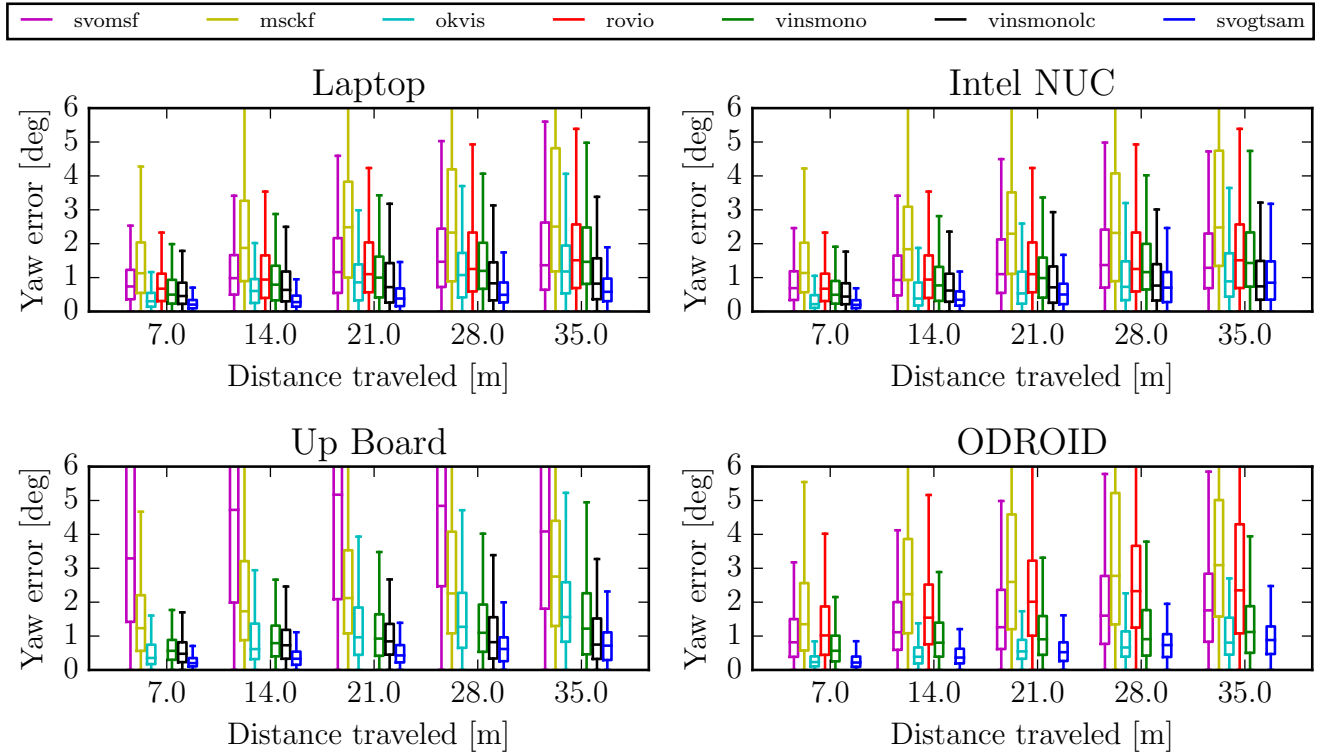 svomsf msckf okvis rovio vinsmono vinsmonolc svogtsam
Laptop
Yaw error [deg]
6
5
4
3
2
1
0
7.0 14.0 21.0 28.0 35.0
Distance traveled [m]
Intel NUC
Yaw error [deg]
6
5
4
3
2
1
0
7.0 14.0 21.0 28.0 35.0
Distance traveled [m]
Up Board
Yaw error [deg]
6
5
4
3
2
1
0
7.0 14.0 21.0 28.0 35.0
Distance traveled [m]
ODROID
Yaw error [deg]
6
5
4
3
2
1
0
7.0 14.0 21.0 28.0 35.0
Distance traveled [m]